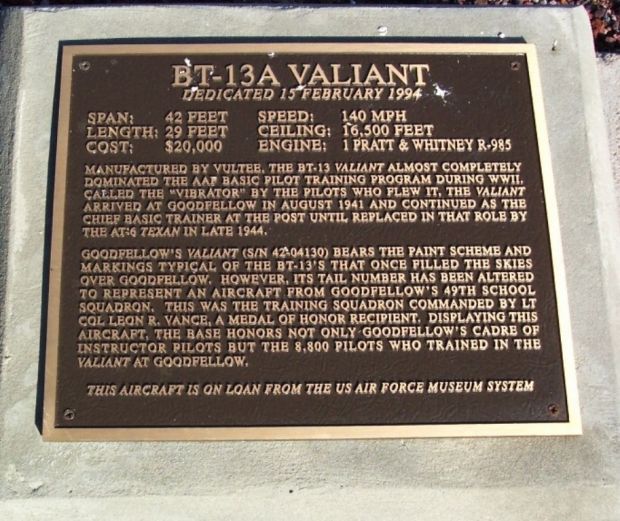 BT-13A VALIANT
DEDICATED 15 FEBRUARY 1994
SPAN: 42 FEET SPEED: 140 MPH
LENGTH: 29 FEET CEILING: 16,500 FEET
COST: $20,000 ENGINE: 1 PRATT & WHITNEY R-985
MANUFACTURED BY VULTEE, THE BT-13 VALIANT ALMOST COMPLETELY
DOMINATED THE AAF BASIC PILOT TRAINING PROGRAM DURING WWII.
CALLED THE "VIBRATOR" BY THE PILOTS WHO FLEW IT, THE VALIANT
ARRIVED AT GOODFELLOW IN AUGUST 1941 AND CONTINUED AS THE
CHIEF BASIC TRAINER AT THE POST UNTIL REPLACED IN THAT ROLE BY
THE AT-6 TEXAN IN LATE 1944.
GOODFELLOW'S VALIANT (S/N 42-04130) BEARS THE PAINT SCHEME AND
MARKINGS TYPICAL OF THE BT-13'S THAT ONCE FILLED THE SKIES
OVER GOODFELLOW. HOWEVER, ITS TAIL NUMBER HAS BEEN ALTERED
TO REPRESENT AN AIRCRAFT FROM GOODFELLOW'S 49TH SCHOOL
SQUADRON. THIS WAS THE TRAINING SQUADRON COMMANDED BY LT
COL LEON R. VANCE, A MEDAL OF HONOR RECIPIENT. DISPLAYING THIS
AIRCRAFT, THE BASE HONORS NOT ONLY GOODFELLOW'S CADRE OF
INSTRUCTOR PILOTS BUT THE 8,800 PILOTS WHO TRAINED IN THE
VALIANT AT GOODFELLOW.
THIS AIRCRAFT IS ON LOAN FROM THE US AIR FORCE MUSEUM SYSTEM